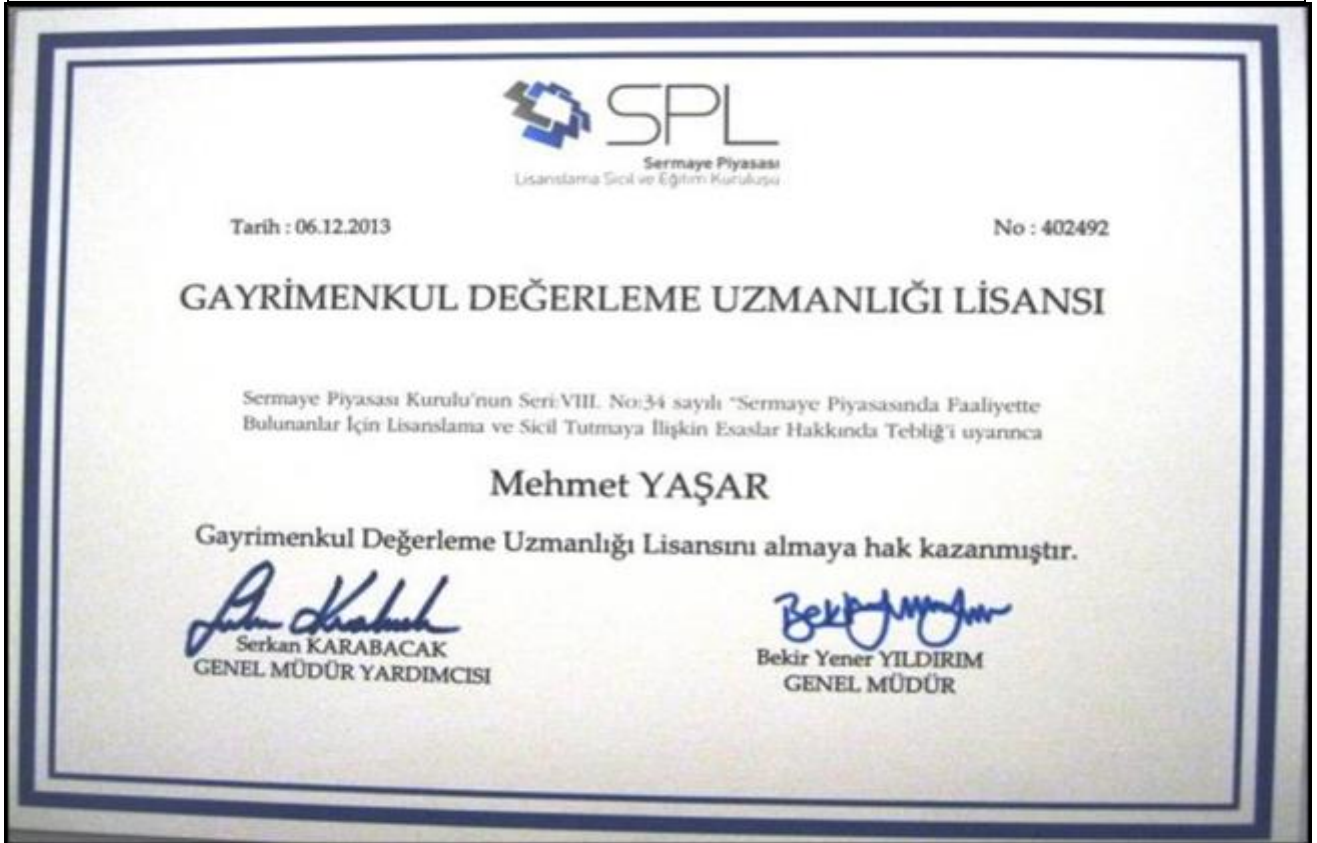 SPL
Sermaye Piyasası
Lisanslama Sicil ve Eğitim Kuruluşu
Tarih : 06.12.2013
No : 402492
GAYRİMENKUL DEĞERLEME UZMANLIĞI LİSANSI
Sermaye Piyasası Kurulu'nun Seri:VIII. No:34 sayılı "Sermaye Piyasasında Faaliyette
Bulunanlar İçin Lisanslama ve Sicil Tutmaya İlişkin Esaslar Hakkında Tebliğ'i uyarınca
Mehmet YAŞAR
Gayrimenkul Değerleme Uzmanlığı Lisansını almaya hak kazanmıştır.
Serkan KARABACAK
GENEL MÜDÜR YARDIMCISI
Bekir Yener YILDIRIM
GENEL MÜDÜR